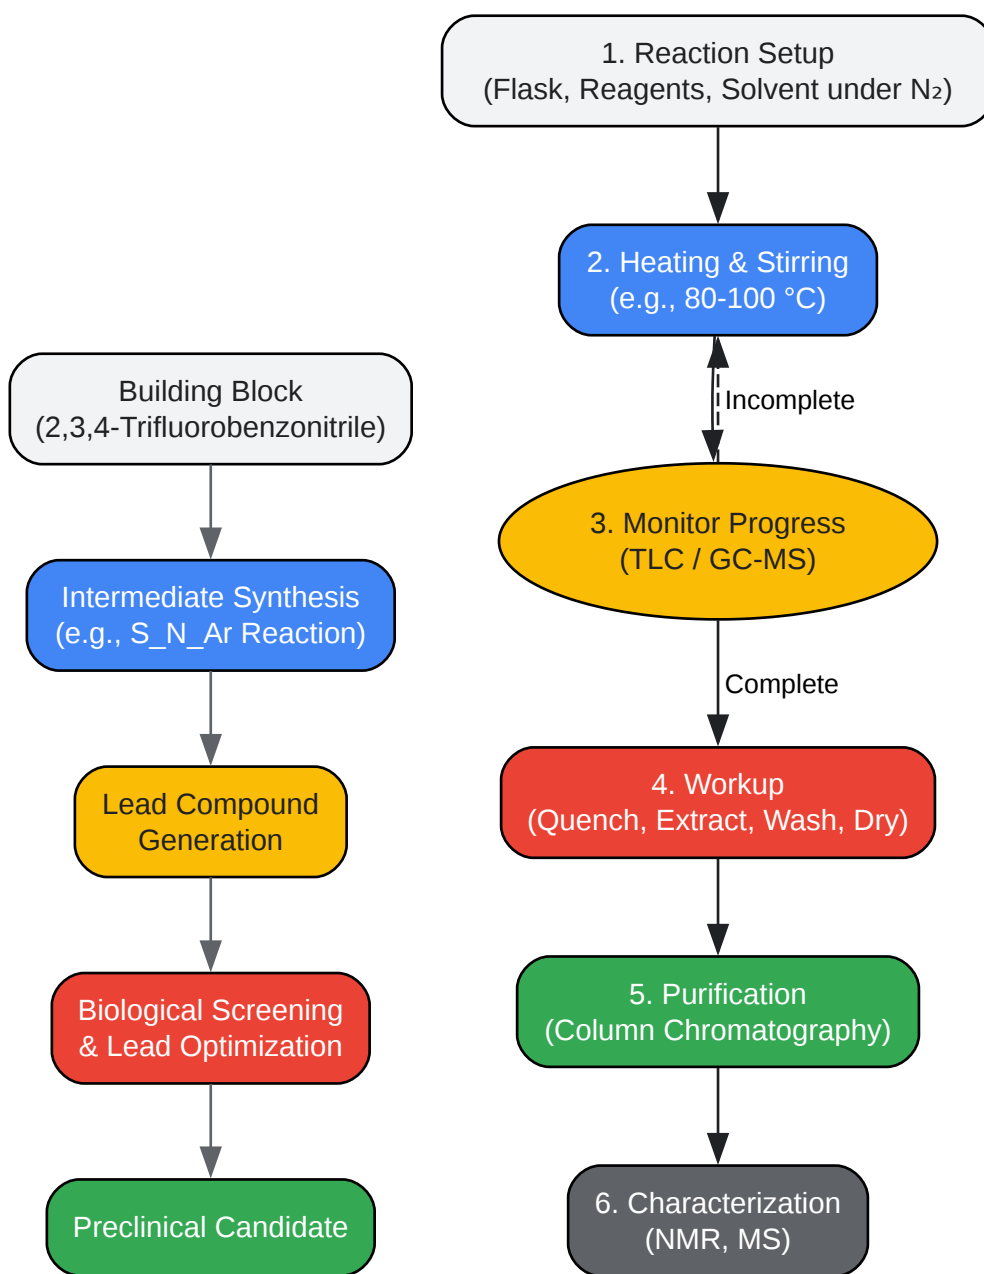 Building Block
(2,3,4-Trifluorobenzonitrile)
Intermediate Synthesis
(e.g., S_N_Ar Reaction)
Lead Compound
Generation
Biological Screening
& Lead Optimization
Preclinical Candidate
1. Reaction Setup
(Flask, Reagents, Solvent under N₂)
2. Heating & Stirring
(e.g., 80-100 °C)
Incomplete
3. Monitor Progress
(TLC / GC-MS)
Complete
4. Workup
(Quench, Extract, Wash, Dry)
5. Purification
(Column Chromatography)
6. Characterization
(NMR, MS)